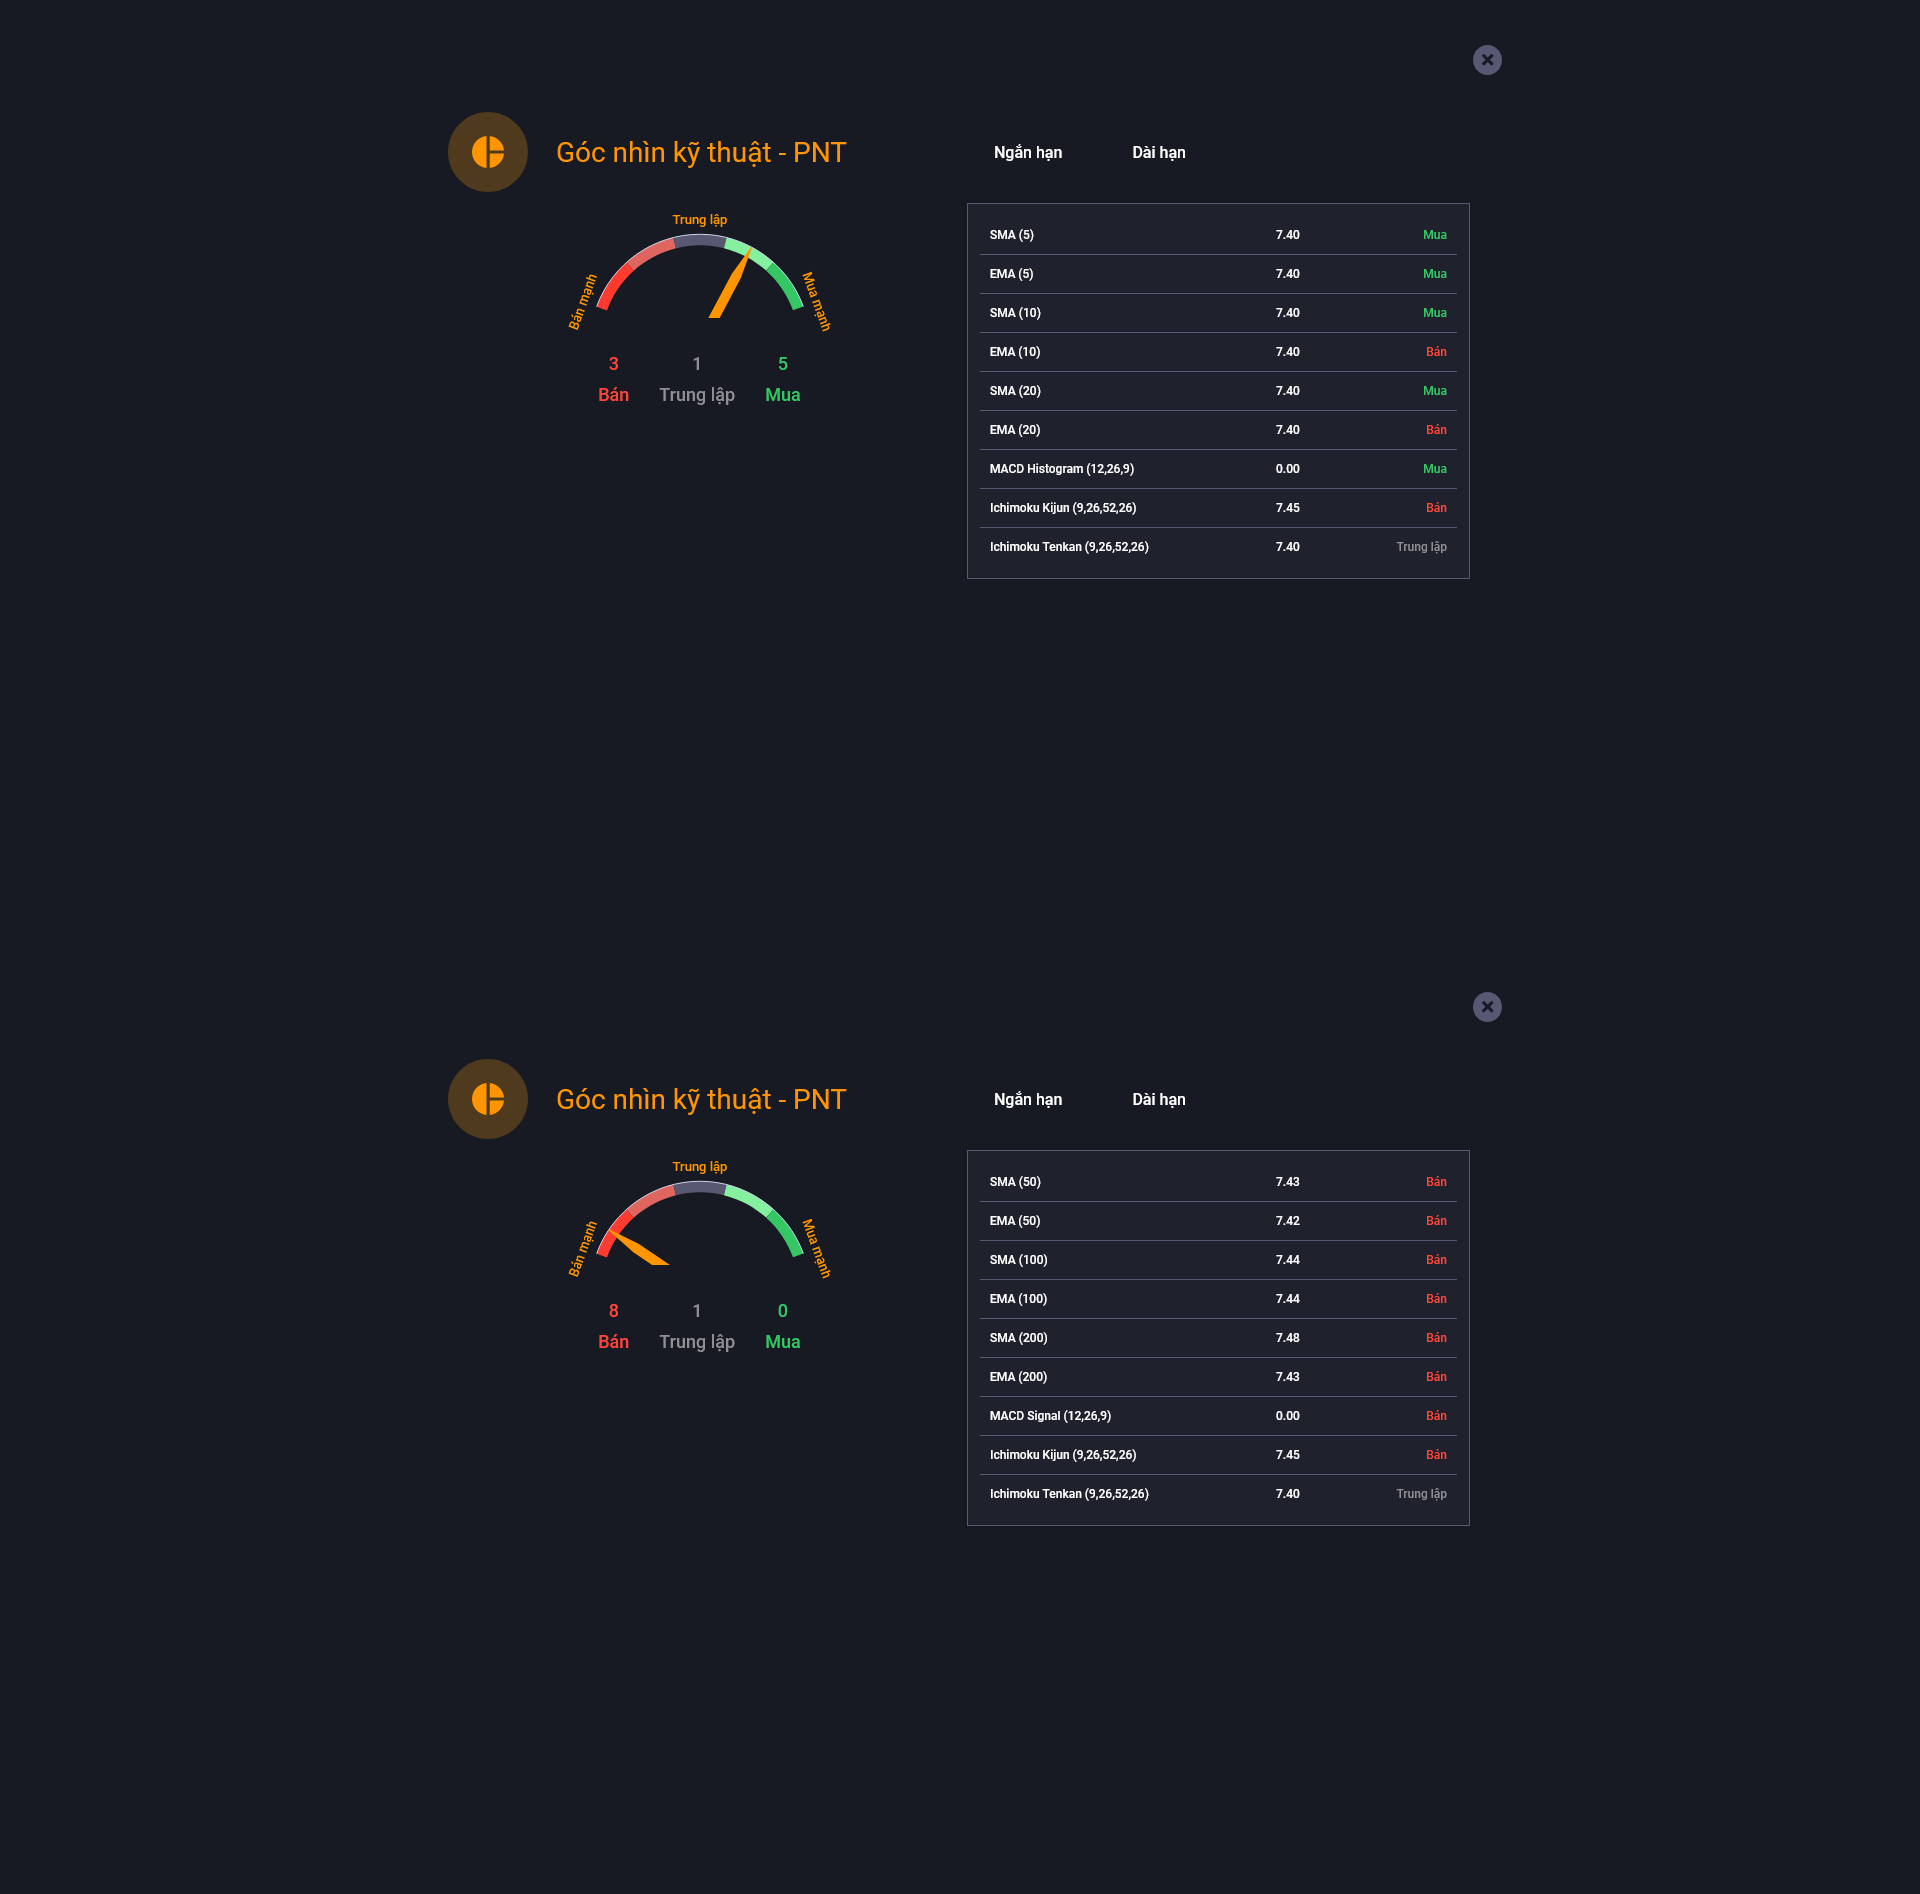 Góc nhìn kỹ thuật - PNT
Ngắn hạn Dài hạn
Trung lập
Bán mạnh
Mua mạnh
3 1 5
Bán Trung lập Mua
SMA (5) 7.40 Mua
EMA (5) 7.40 Mua
SMA (10) 7.40 Mua
EMA (10) 7.40 Bán
SMA (20) 7.40 Mua
EMA (20) 7.40 Bán
MACD Histogram (12,26,9) 0.00 Mua
Ichimoku Kijun (9,26,52,26) 7.45 Bán
Ichimoku Tenkan (9,26,52,26) 7.40 Trung lập
Góc nhìn kỹ thuật - PNT
Ngắn hạn Dài hạn
Trung lập
Bán mạnh
Mua mạnh
8 1 0
Bán Trung lập Mua
SMA (50) 7.43 Bán
EMA (50) 7.42 Bán
SMA (100) 7.44 Bán
EMA (100) 7.44 Bán
SMA (200) 7.48 Bán
EMA (200) 7.43 Bán
MACD Signal (12,26,9) 0.00 Bán
Ichimoku Kijun (9,26,52,26) 7.45 Bán
Ichimoku Tenkan (9,26,52,26) 7.40 Trung lập